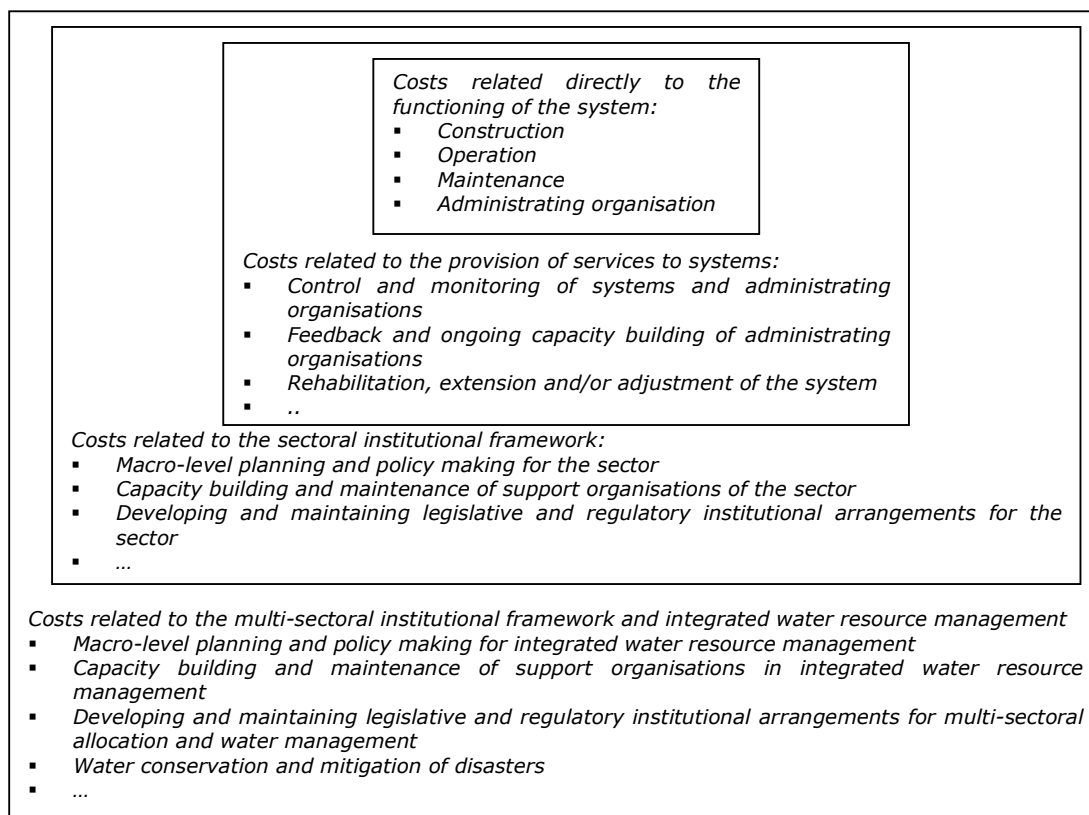 Costs related directly to the
functioning of the system:
▪ Construction
▪ Operation
▪ Maintenance
▪ Administrating organisation
Costs related to the provision of services to systems:
▪ Control and monitoring of systems and administrating
organisations
▪ Feedback and ongoing capacity building of administrating
organisations
▪ Rehabilitation, extension and/or adjustment of the system
▪ ..
Costs related to the sectoral institutional framework:
▪ Macro-level planning and policy making for the sector
▪ Capacity building and maintenance of support organisations of the sector
▪ Developing and maintaining legislative and regulatory institutional arrangements for the
sector
▪ …
Costs related to the multi-sectoral institutional framework and integrated water resource management
▪ Macro-level planning and policy making for integrated water resource management
▪ Capacity building and maintenance of support organisations in integrated water resource
management
▪ Developing and maintaining legislative and regulatory institutional arrangements for multi-sectoral
allocation and water management
▪ Water conservation and mitigation of disasters
▪ …